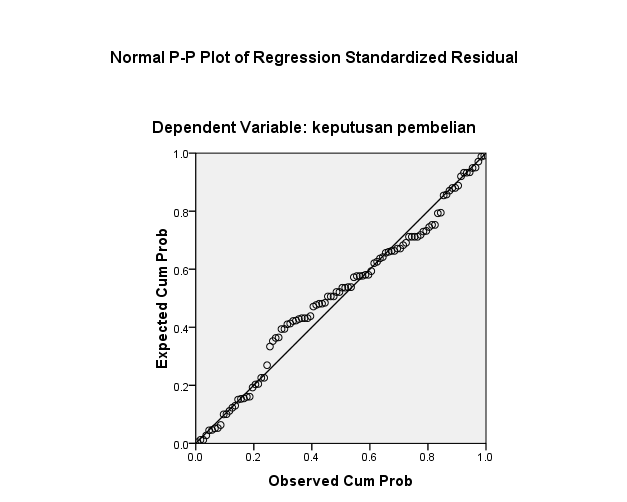 Normal P-P Plot of Regression Standardized Residual
Dependent Variable: keputusan pembelian
1.0
0.8
0.6
0.4
0.2
0.0
Expected Cum Prob
0.0 0.2 0.4 0.6 0.8 1.0
Observed Cum Prob